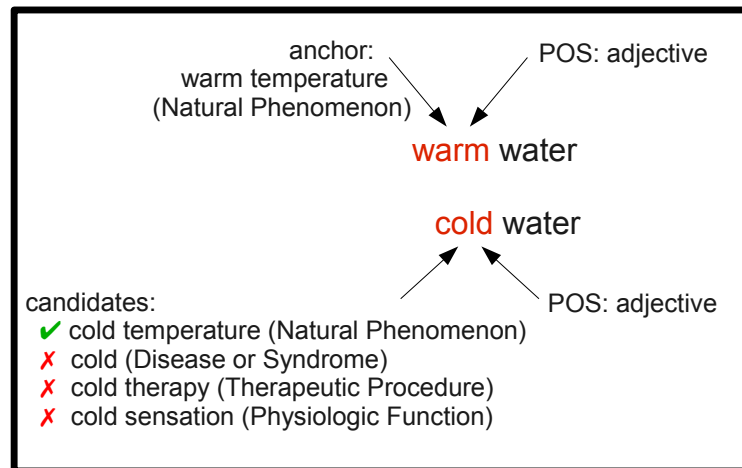 anchor:
warm temperature
(Natural Phenomenon)
POS: adjective
warm water
cold water
candidates:
✔ cold temperature (Natural Phenomenon)
✗ cold (Disease or Syndrome)
✗ cold therapy (Therapeutic Procedure)
✗ cold sensation (Physiologic Function)
POS: adjective